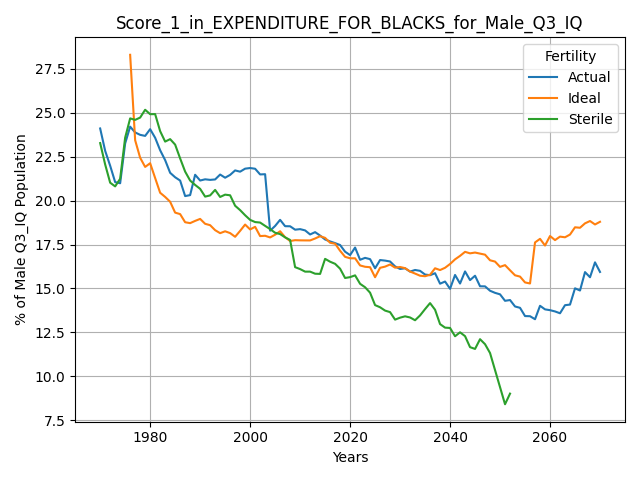 Score_1_in_EXPENDITURE_FOR_BLACKS_for_Male_Q3_IQ
Fertility
Actual
Ideal
Sterile
% of Male Q3_IQ Population
27.5
25.0
22.5
20.0
17.5
15.0
12.5
10.0
7.5
1980
2000
2020
2040
2060
Years